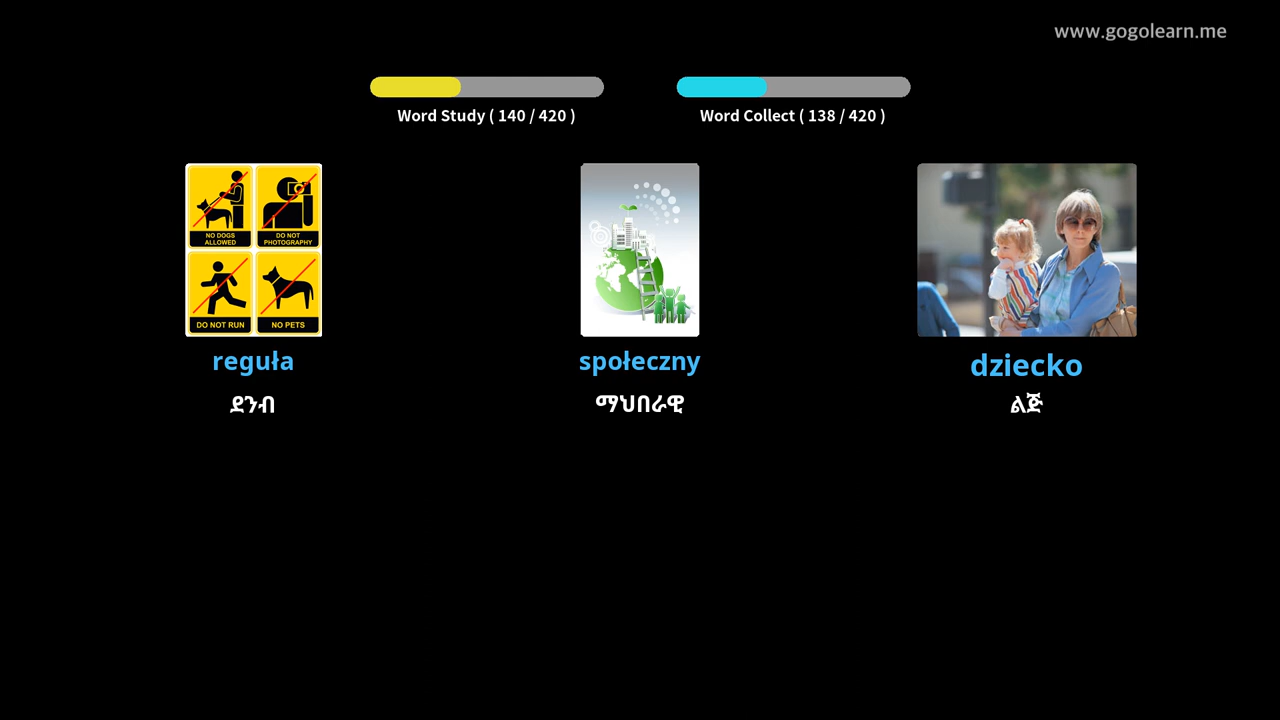 www.gogolearn.me
Word Study ( 140 / 420 )
Word Collect ( 138 / 420 )
NO DOGS
ALLOWED
DO NOT
PHOTOGRAPHY
DO NOT RUN
NO PETS
reguła
społeczny
dziecko
ደንብ
ማህበራዊ
ልጅ